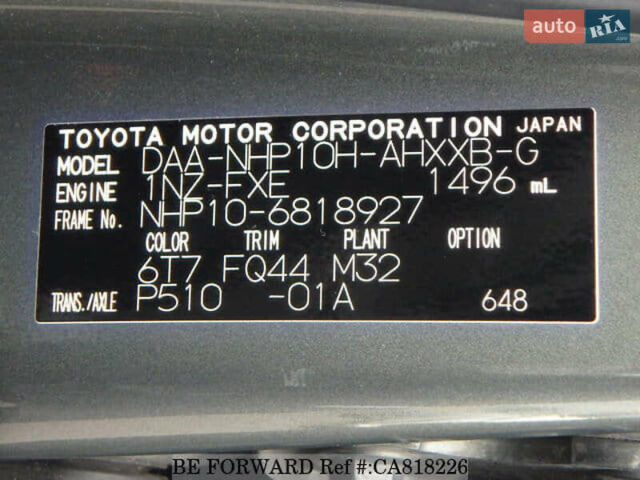 auto RIA .com
TOYOTA MOTOR CORPORATION JAPAN
MODEL DAA-NHP10H-AHXXB-G
ENGINE 1NZ-FXE 1496 mL
FRAME No. NHP10-6818927
COLOR TRIM PLANT OPTION
6T7 FQ44 M32
TRANS./AXLE P510 -01A 648
BE FORWARD Ref #:CA818226